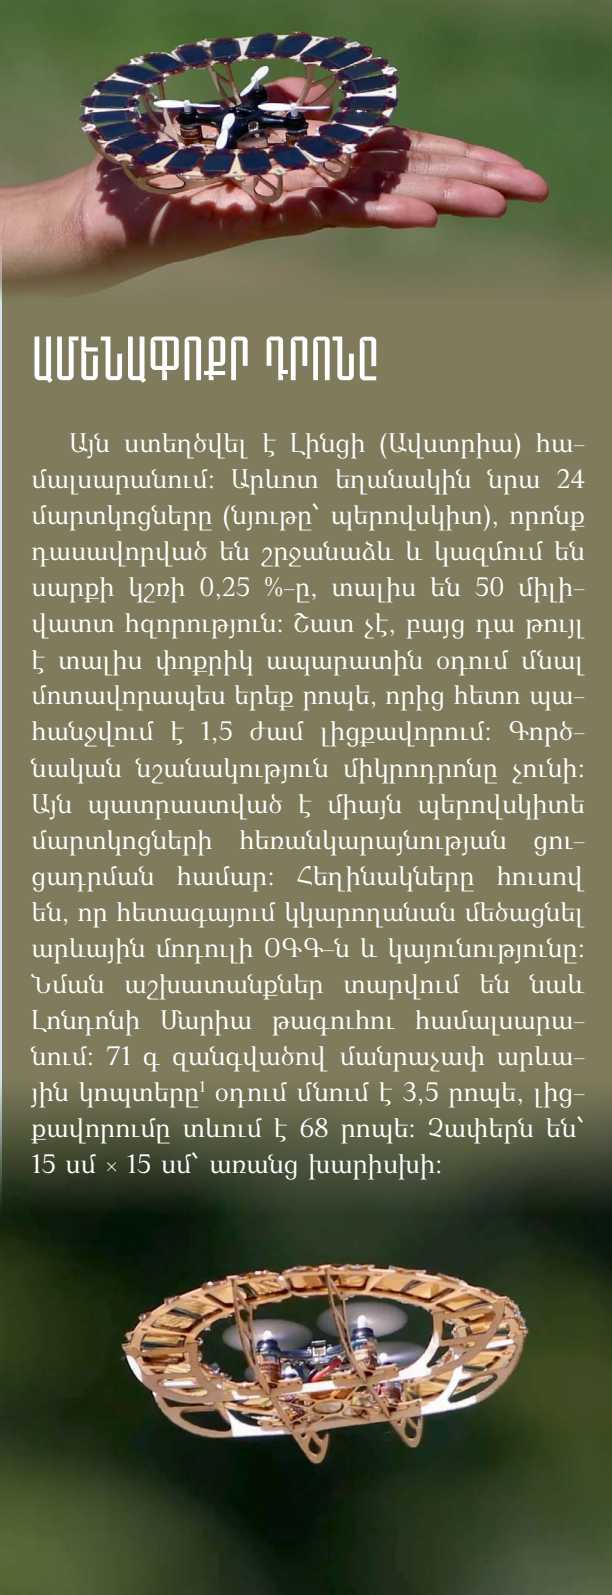 ԱՄԵՆԱՓՈՔՐ ԴՐՈՆԸ
Այն ստեղծվել է Լինցի (Ավստրիա) հա-
մալսարանում: Արևոտ եղանակին նրա 24
մարտկոցները (նյութը՝ պերովսկիտ), որոնք
դասավորված են շրջանաձև և կազմում են
սարքի կշռի 0,25 %-ը, տալիս են 50 միլի-
վատտ հզորություն: Շատ չէ, բայց դա թույլ
է տալիս փոքրիկ ապարատին օդում մնալ
մոտավորապես երեք րոպե, որից հետո պա-
հանջվում է 1,5 ժամ լիցքավորում: Գործ-
նական նշանակություն միկրոդրոնը չունի:
Այն պատրաստված է միայն պերովսկիտե
մարտկոցների հեռանկարայնության ցու-
ցադրման համար: Հեղինակները հուսով
են, որ հետագայում կկարողանան մեծացնել
արևային մոդուլի ՕԳԳ-ն և կայունությունը:
Նման աշխատանքներ տարվում են նաև
Լոնդոնի Մարիա թագուհու համալսարա-
նում: 71 գ զանգվածով մանրաչափ արևա-
յին կոպտերը¹ օդում մնում է 3,5 րոպե, լից-
քավորումը տևում է 68 րոպե: Չափերն են՝
15 սմ × 15 սմ՝ առանց խարիսխի: